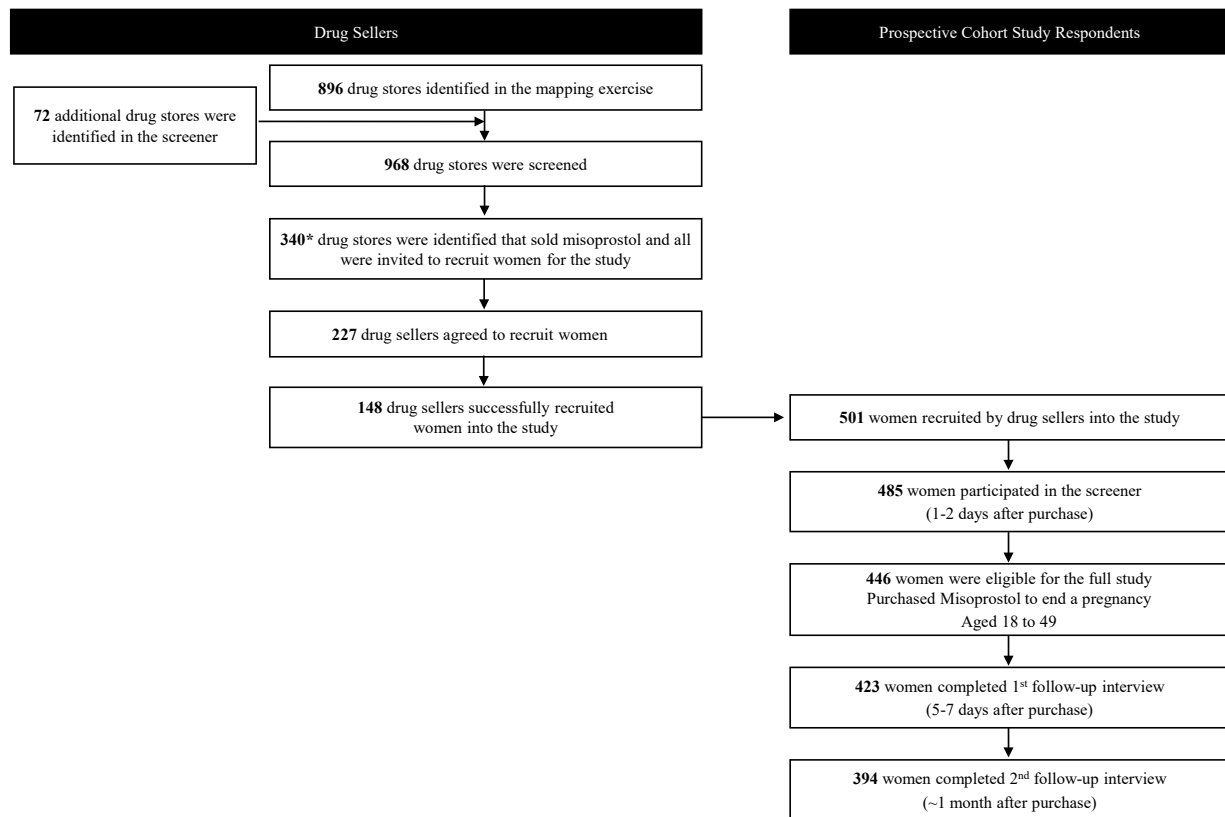 Drug Sellers
Prospective Cohort Study Respondents
896 drug stores identified in the mapping exercise
72 additional drug stores were
identified in the screener
968 drug stores were screened
340* drug stores were identified that sold misoprostol and all
were invited to recruit women for the study
227 drug sellers agreed to recruit women
148 drug sellers successfully recruited
women into the study
501 women recruited by drug sellers into the study
485 women participated in the screener
(1-2 days after purchase)
446 women were eligible for the full study
Purchased Misoprostol to end a pregnancy
Aged 18 to 49
423 women completed 1st follow-up interview
(5-7 days after purchase)
394 women completed 2nd follow-up interview
(~1 month after purchase)